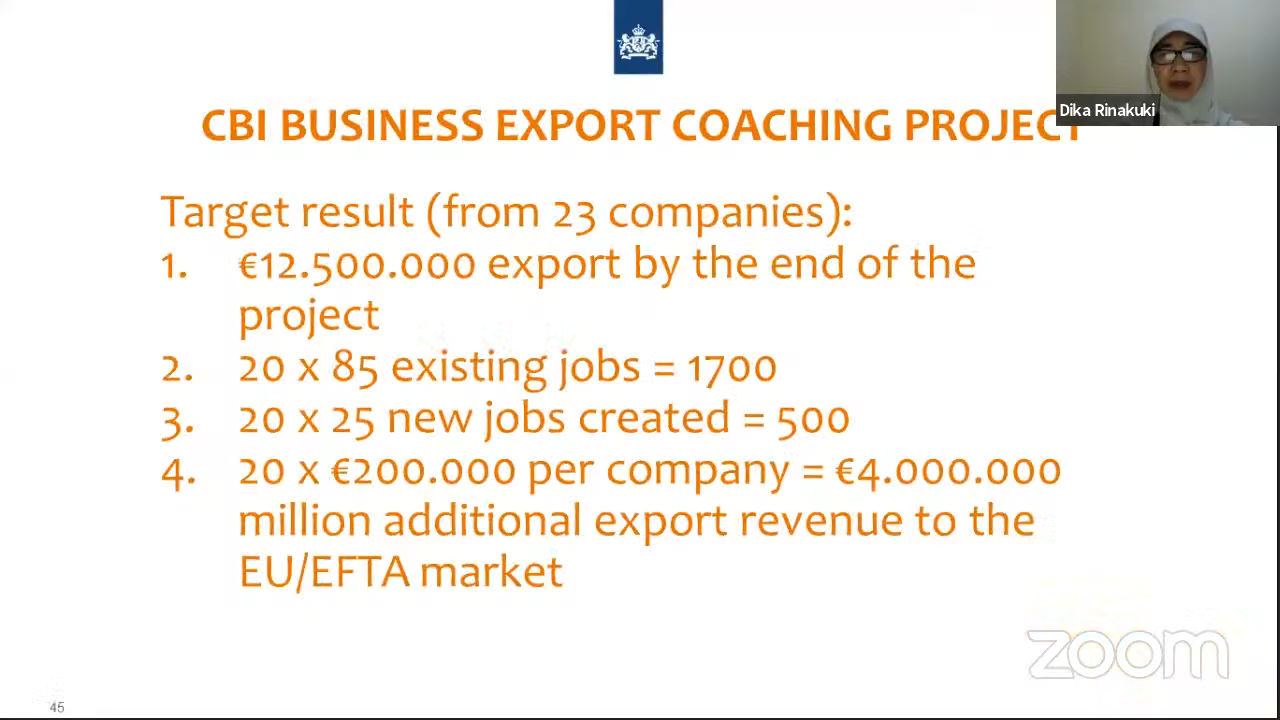 Dika Rinakuki
CBI BUSINESS EXPORT COACHING PROJECT
Target result (from 23 companies):
1. €12.500.000 export by the end of the
project
2. 20 x 85 existing jobs = 1700
3. 20 x 25 new jobs created = 500
4. 20 x €200.000 per company = €4.000.000
million additional export revenue to the
EU/EFTA market
zoom
45